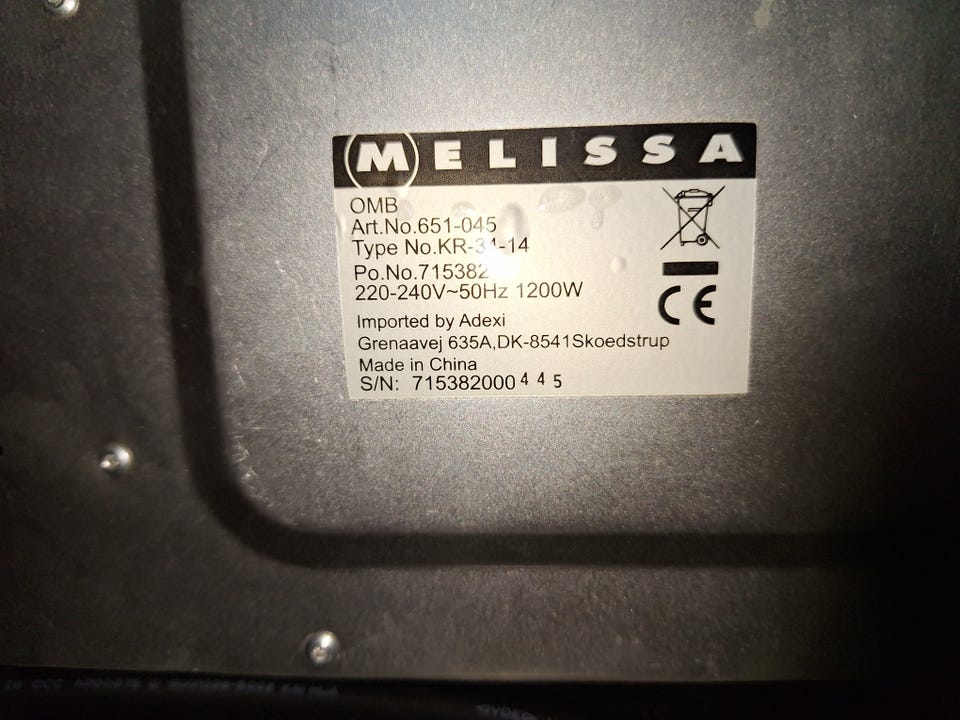 MELISSA
OMB
Art.No.651-045
Type No.KR-34-14
Po.No.715382
220-240V~50Hz 1200W
CE
Imported by Adexi
Grenaavej 635A,DK-8541Skoedstrup
Made in China
S/N: 715382000445